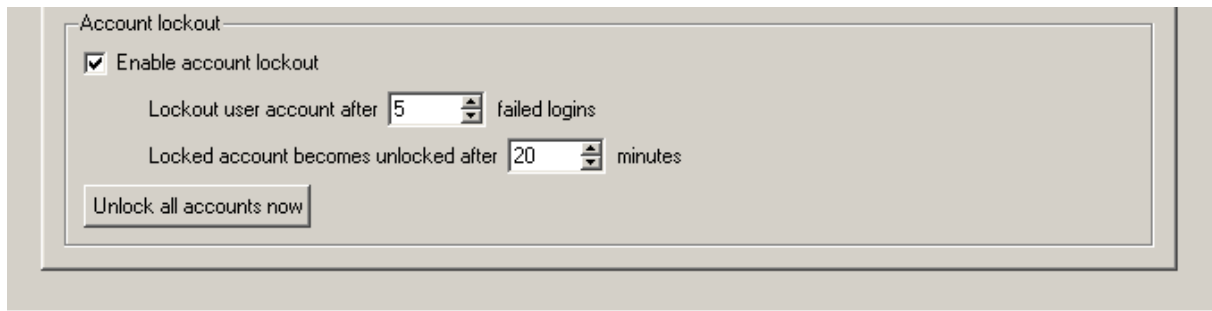 Account lockout
Enable account lockout
Lockout user account after 5 failed logins
Locked account becomes unlocked after 20 minutes
Unlock all accounts now